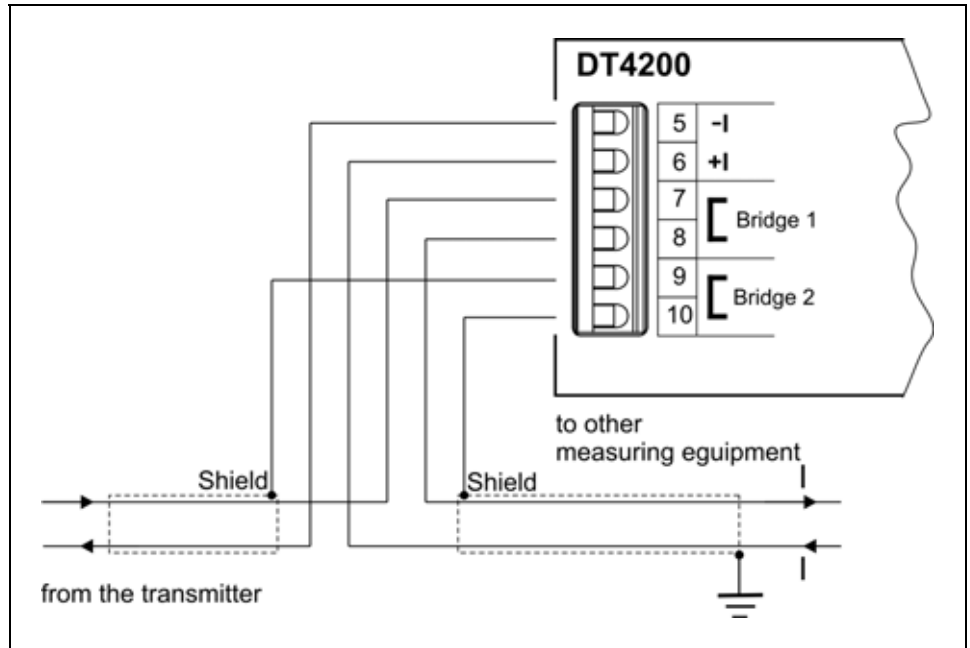 DT4200
5 -I
6 +I
7
Bridge 1
8
9
Bridge 2
10
to other
measuring eguipment
Shield
Shield
I
I
from the transmitter